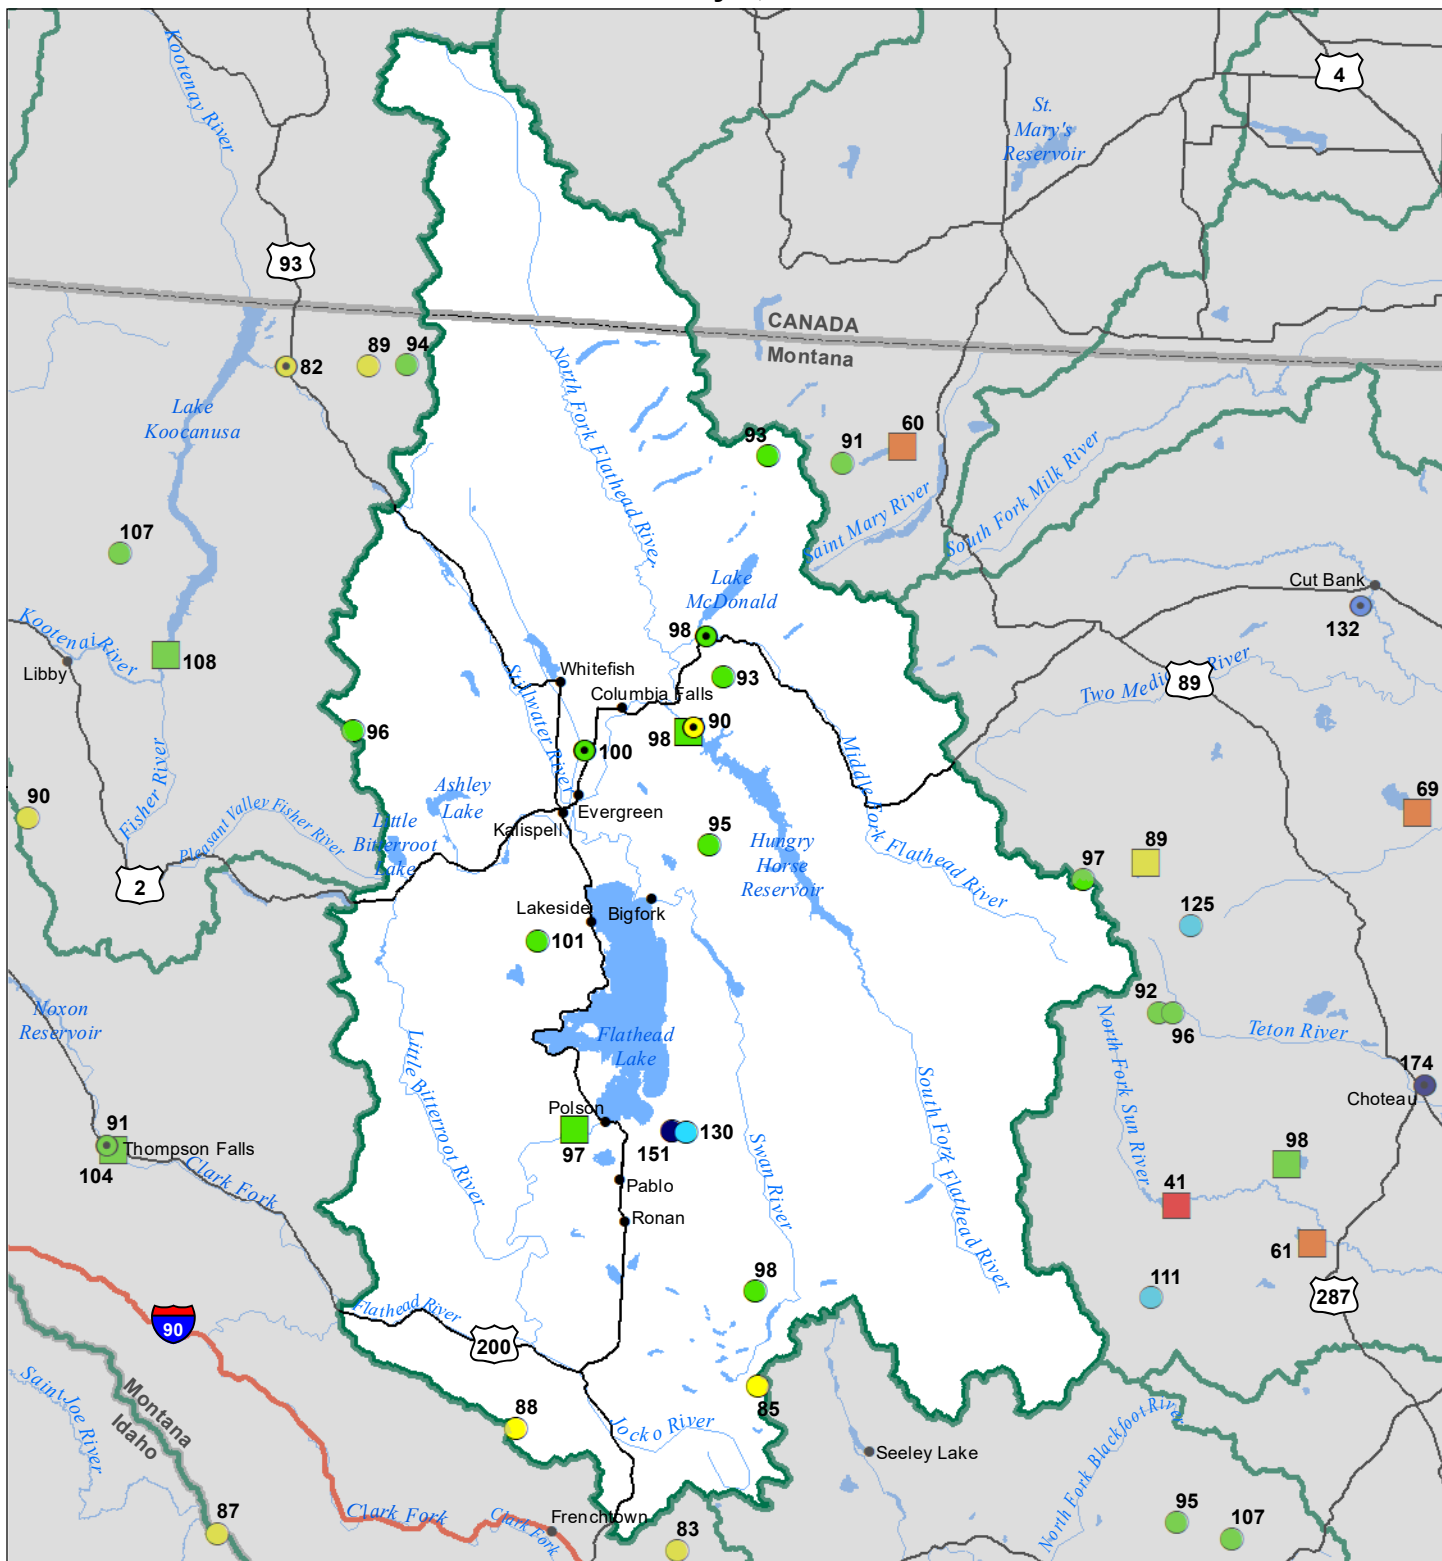 Kootenay River
St.
Mary's
Reservoir
4
93
CANADA
Montana
82
89
94
North Fork Flathead River
Lake
Koocanusa
93
91
60
Saint Mary River
South Fork Milk River
107
Lake
McDonald
Cut Bank
132
Kootenai River
Libby
108
98
Whitefish
93
Columbia Falls
Two Medicine River
89
Stillwater River
96
100
98
90
Middle Fork Flathead River
90
Fisher River
Pleasant Valley Fisher River
Ashley
Lake
Little
Bitterroot
Lake
Evergreen
Kalispell
95
Hungry
Horse
Reservoir
69
89
97
2
125
Lakeside
Bigfork
101
Noxon
Reservoir
92
96
Teton River
North Fork Sun River
Little Bitterroot River
Flathead
Lake
South Fork Flathead River
174
Choteau
Polson
97
151
130
Swan River
91
Thompson Falls
104
Clark Fork
98
Pablo
41
Ronan
61
98
111
287
Flathead River
90
200
Montana
Idaho
Saint Joe River
88
Jocko River
85
North Fork Blackfoot River
Seeley Lake
Clark Fork
Clark Fork
Frenchtown
87
83
95
107